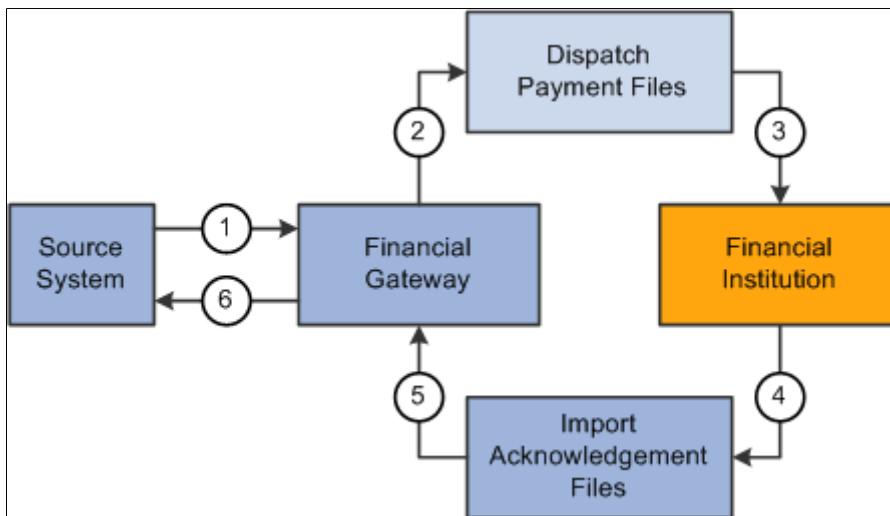 Dispatch
Payment Files
2
3
Source
System
1
6
Financial
Gateway
Financial
Institution
5
4
Import
Acknowledgement
Files